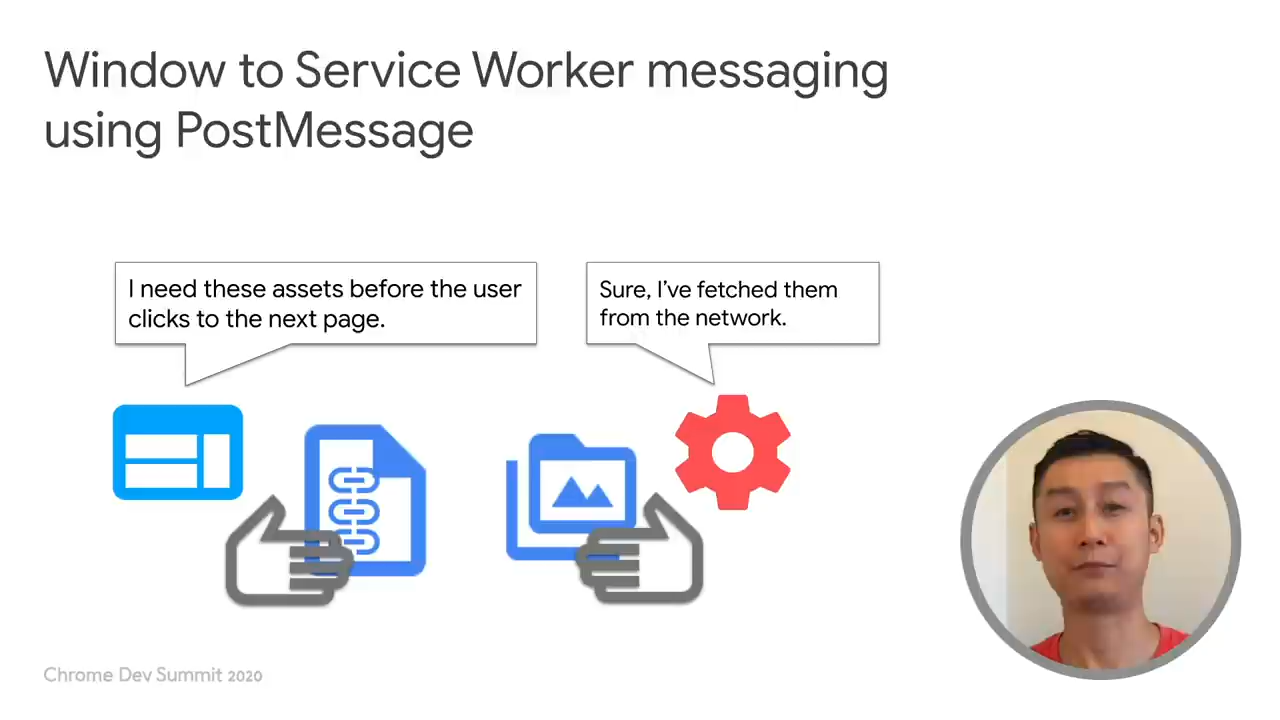 Window to Service Worker messaging
using PostMessage
I need these assets before the user
clicks to the next page.
Sure, I've fetched them
from the network.
Chrome Dev Summit 2020